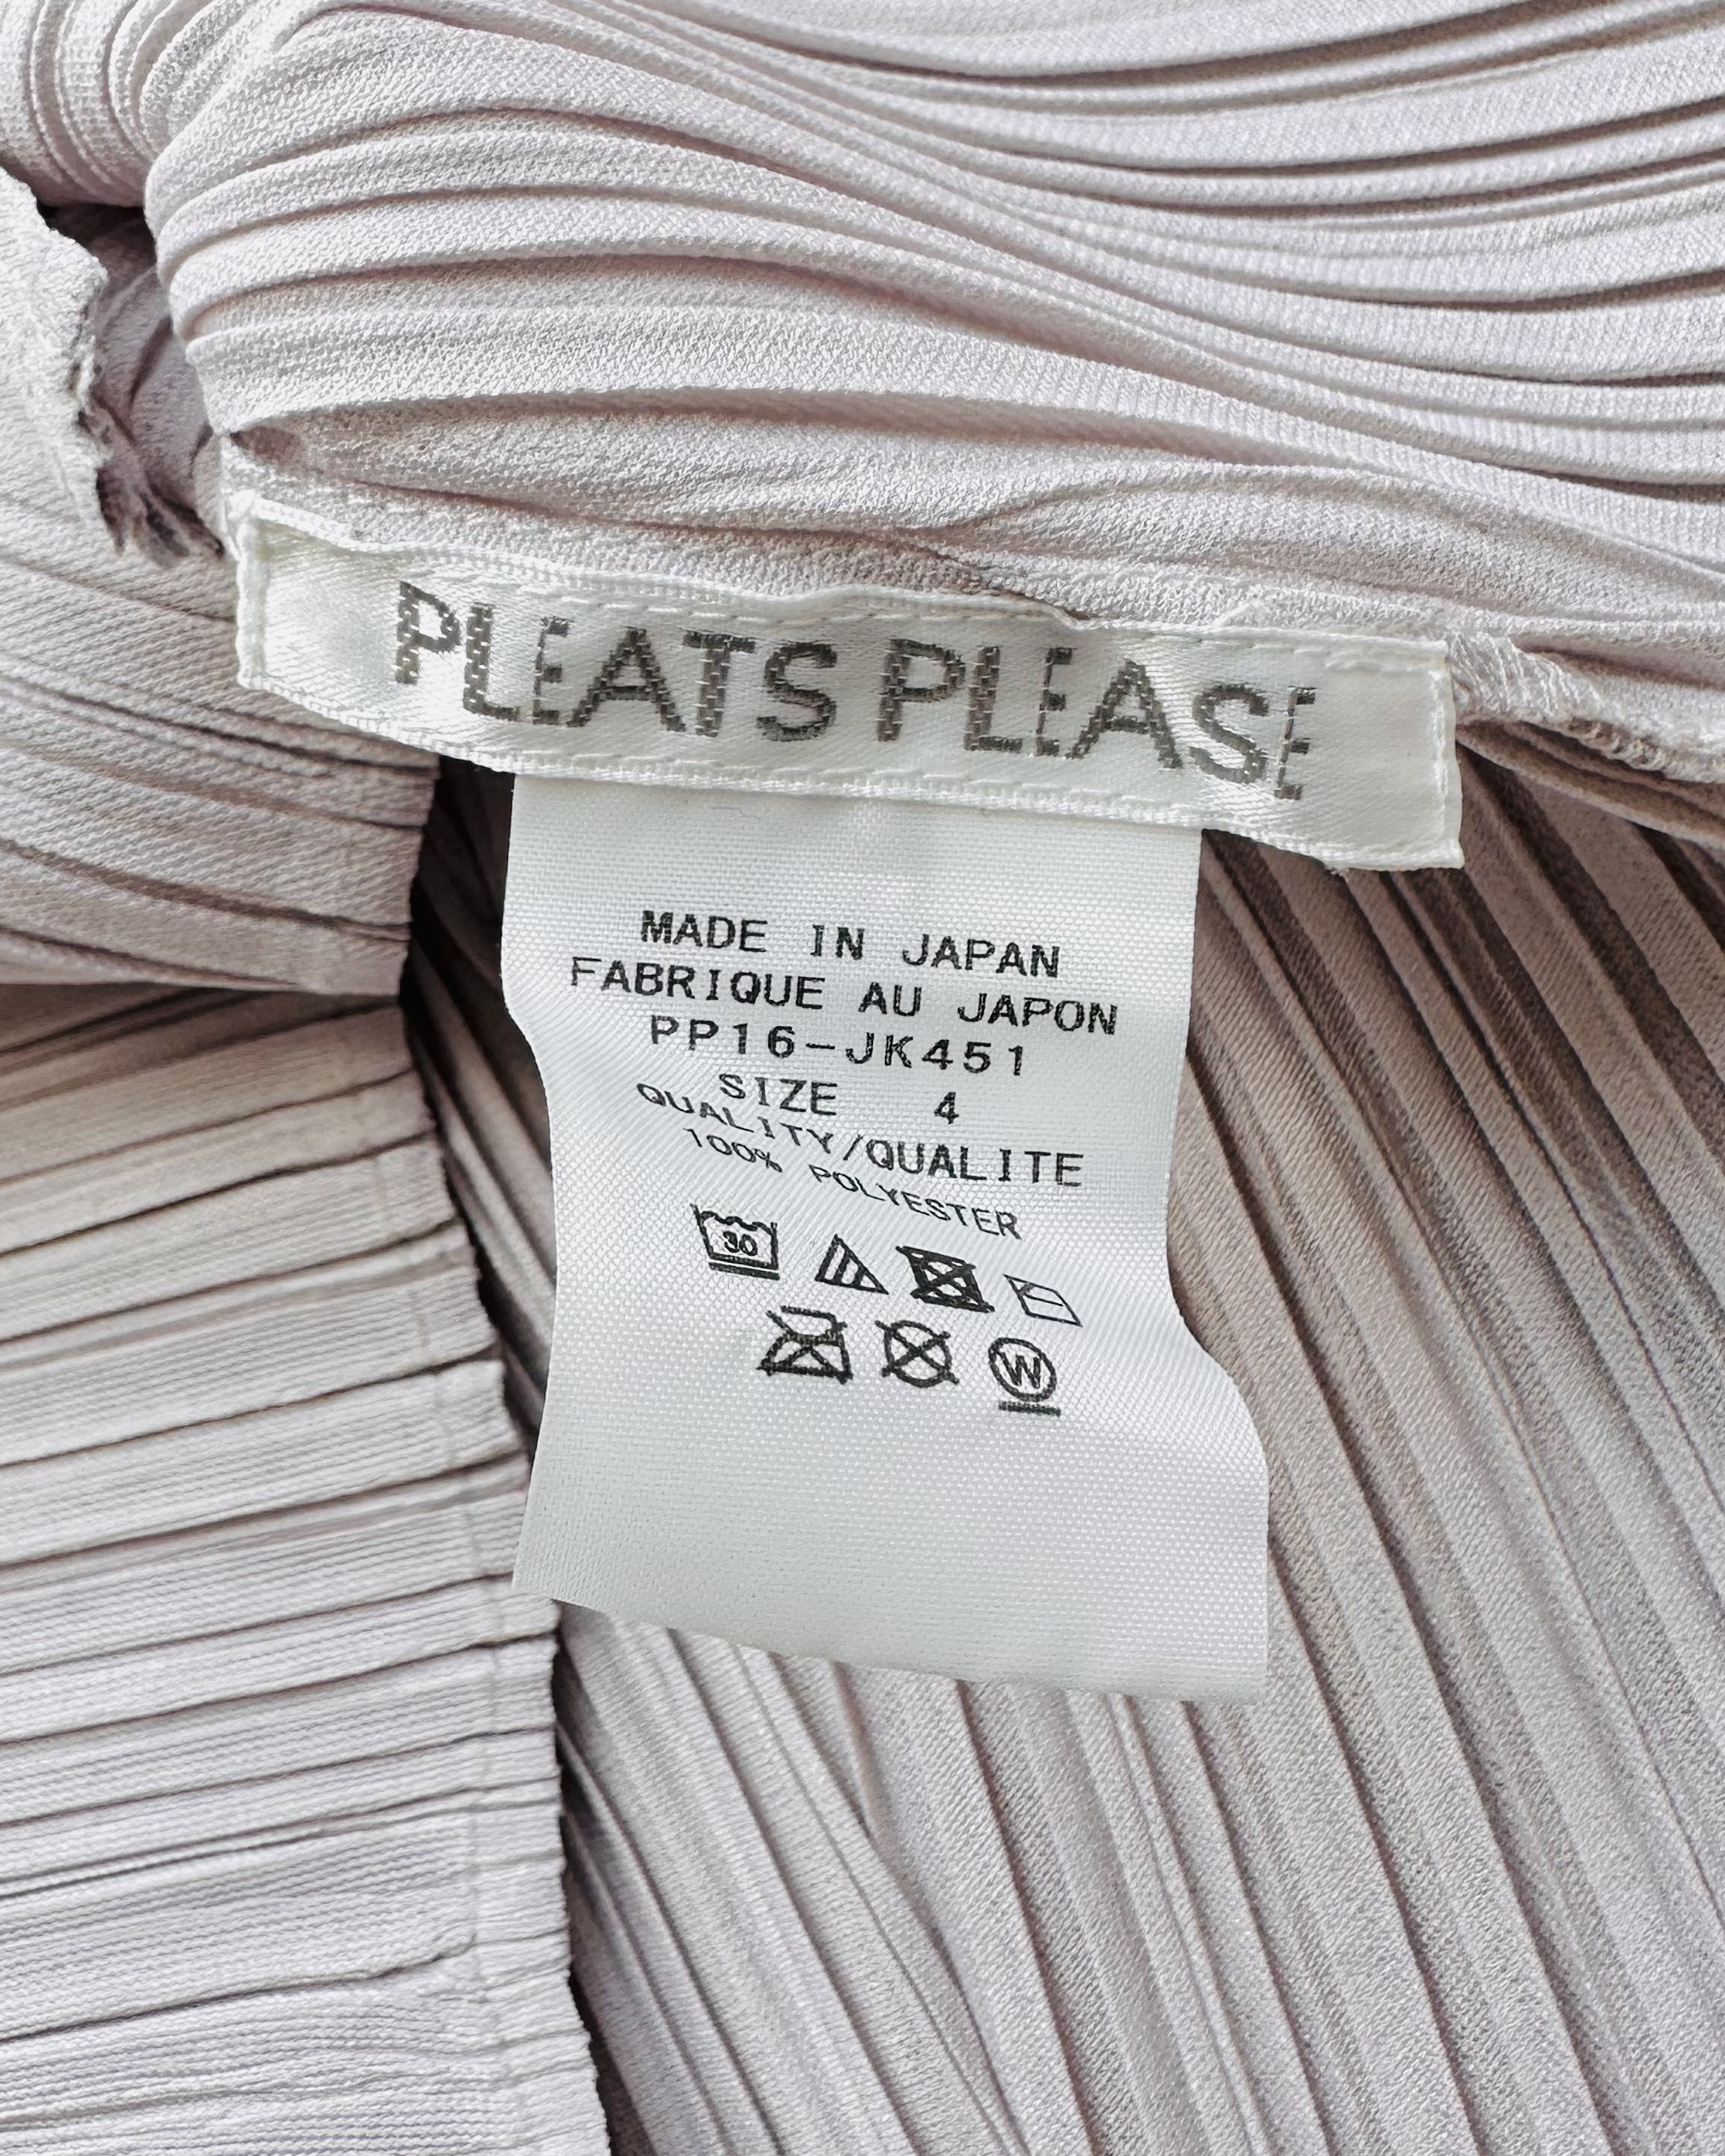 PLEATS PLEASE
MADE IN JAPAN
FABRIQUE AU JAPON
PP16-JK451
SIZE 4
QUALITY/QUALITE
100% POLYESTER
30
W